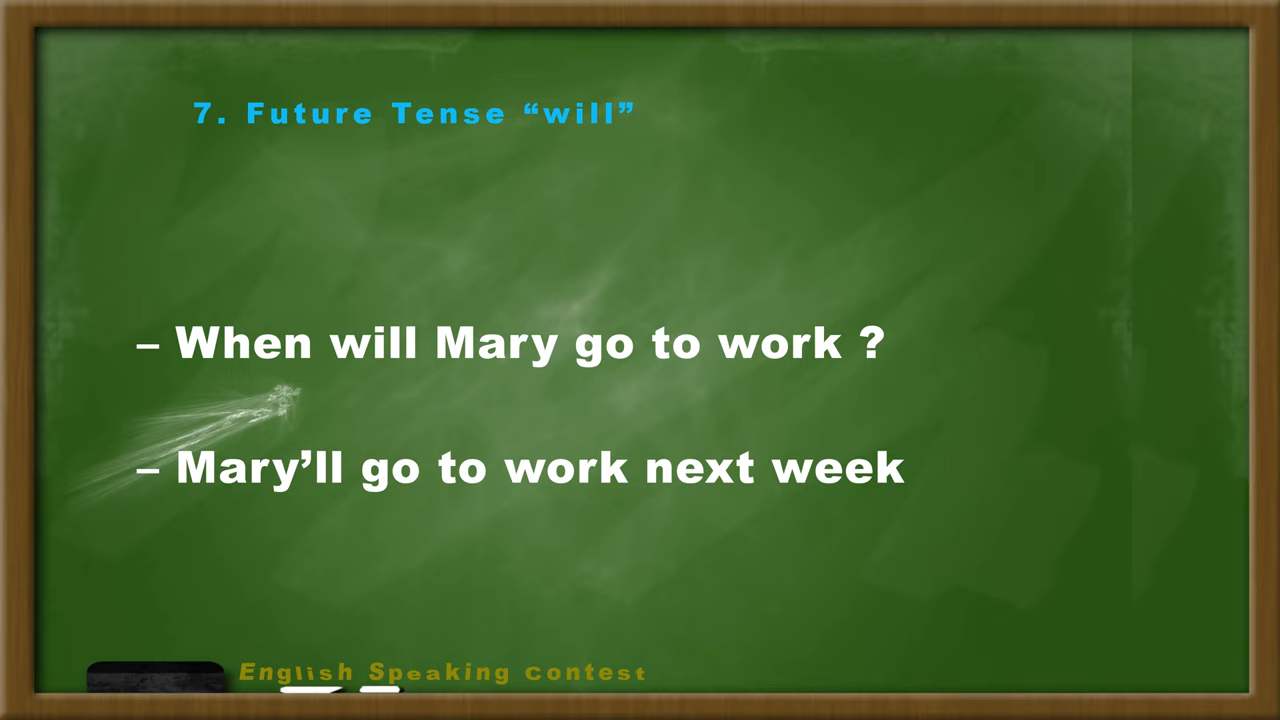 7. Future Tense “will”
– When will Mary go to work ?
– Mary’ll go to work next week
English Speaking Contest